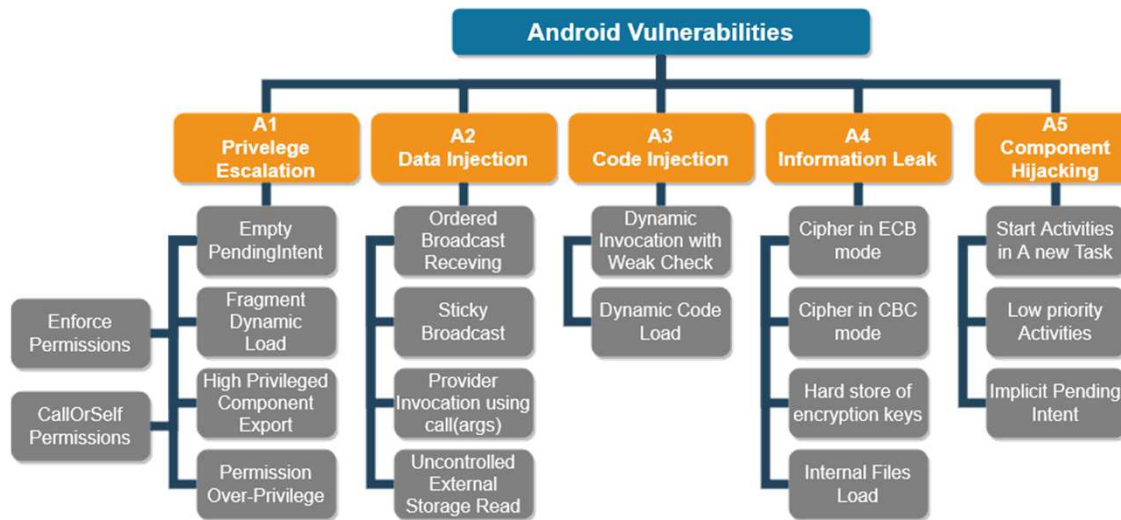 Android Vulnerabilities
A1
Privelege
Escalation
A2
Data Injection
A3
Code Injection
A4
Information Leak
A5
Component
Hijacking
Empty
PendingIntent
Fragment
Dynamic
Load
High Privileged
Component
Export
Permission
Over-Privilege
Enforce
Permissions
CallOrSelf
Permissions
Ordered
Broadcast
Receving
Sticky
Broadcast
Provider
Invocation using
call(args)
Uncontrolled
External
Storage Read
Dynamic
Invocation with
Weak Check
Dynamic Code
Load
Cipher in ECB
mode
Cipher in CBC
mode
Hard store of
encryption keys
Internal Files
Load
Start Activities
in A new Task
Low priority
Activities
Implicit Pending
Intent